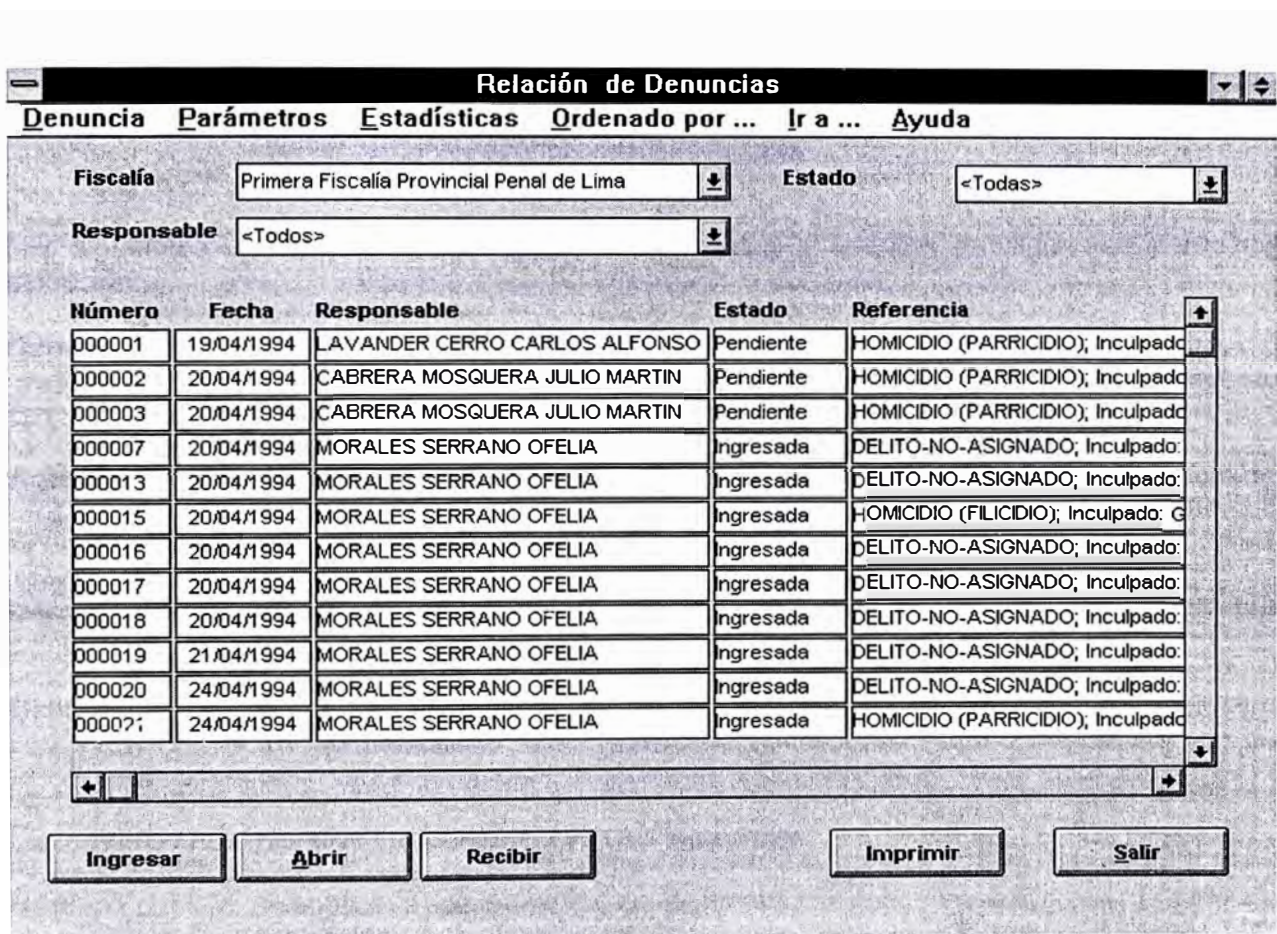 Relación de Denuncias
Denuncia Parámetros Estadísticas Ordenado por ... Ir a ... Ayuda
Fiscalía Primera Fiscalía Provincial Penal de Lima Estado <Todas>
Responsable <Todos>
Número Fecha Responsable Estado Referencia
000001 19/04/1994 LAVANDER CERRO CARLOS ALFONSO Pendiente HOMICIDIO (PARRICIDIO); Inculpado
000002 20/04/1994 CABRERA MOSQUERA JULIO MARTIN Pendiente HOMICIDIO (PARRICIDIO); Inculpado
000003 20/04/1994 CABRERA MOSQUERA JULIO MARTIN Pendiente HOMICIDIO (PARRICIDIO); Inculpado
000007 20/04/1994 MORALES SERRANO OFELIA Ingresada DELITO-NO-ASIGNADO; Inculpado:
000013 20/04/1994 MORALES SERRANO OFELIA Ingresada DELITO-NO-ASIGNADO; Inculpado:
000015 20/04/1994 MORALES SERRANO OFELIA Ingresada HOMICIDIO (FILICIDIO); Inculpado: G
000016 20/04/1994 MORALES SERRANO OFELIA Ingresada DELITO-NO-ASIGNADO; Inculpado:
000017 20/04/1994 MORALES SERRANO OFELIA Ingresada DELITO-NO-ASIGNADO; Inculpado:
000018 20/04/1994 MORALES SERRANO OFELIA Ingresada DELITO-NO-ASIGNADO; Inculpado:
000019 21/04/1994 MORALES SERRANO OFELIA Ingresada DELITO-NO-ASIGNADO; Inculpado:
000020 24/04/1994 MORALES SERRANO OFELIA Ingresada DELITO-NO-ASIGNADO; Inculpado:
000021 24/04/1994 MORALES SERRANO OFELIA Ingresada HOMICIDIO (PARRICIDIO); Inculpado
Ingresar Abrir Recibir Imprimir Salir